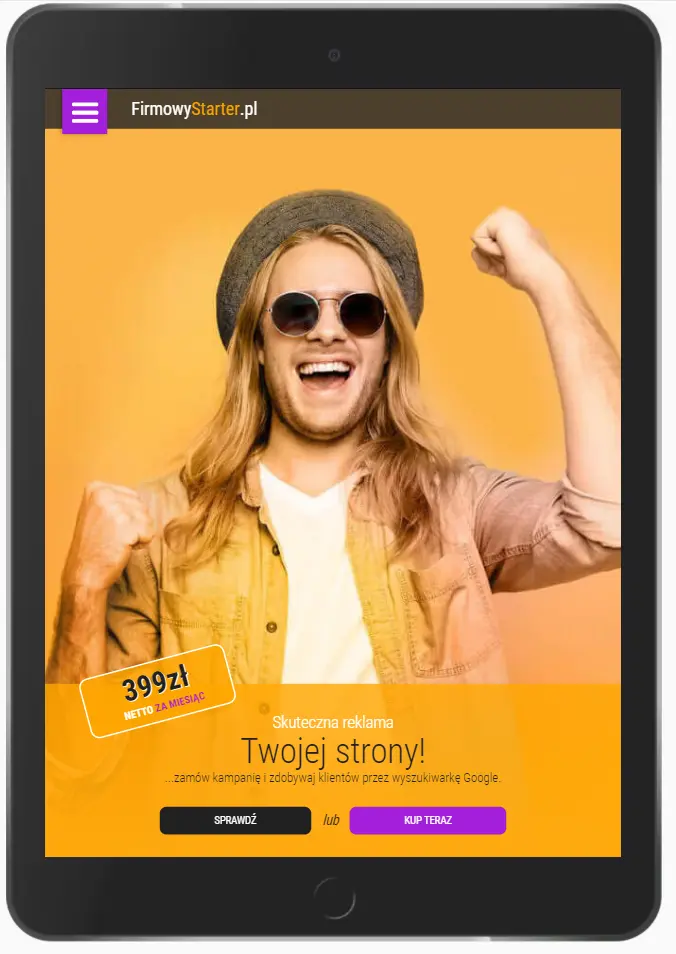 FirmowyStarter.pl
399zł
NETTO ZA MIESIĄC
Skuteczna reklama
Twojej strony!
...zamów kampanię i zdobywaj klientów przez wyszukiwarkę Google.
SPRAWDŹ lub KUP TERAZ